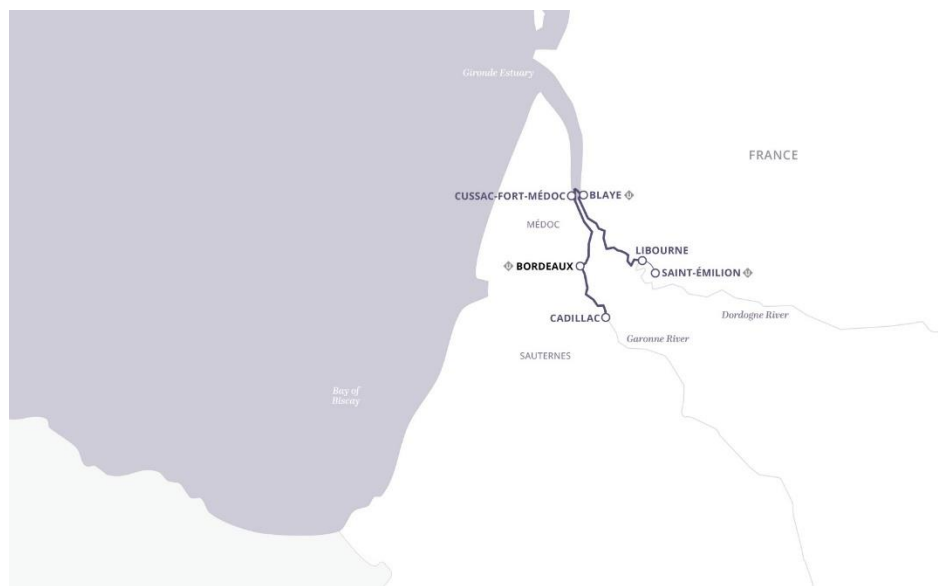 Gironde Estuary
FRANCE
CUSSAC-FORT-MÉDOC
BLAYE
MÉDOC
LIBOURNE
BORDEAUX
SAINT-ÉMILION
CADILLAC
Dordogne River
Garonne River
SAUTERNES
Bay of
Biscay